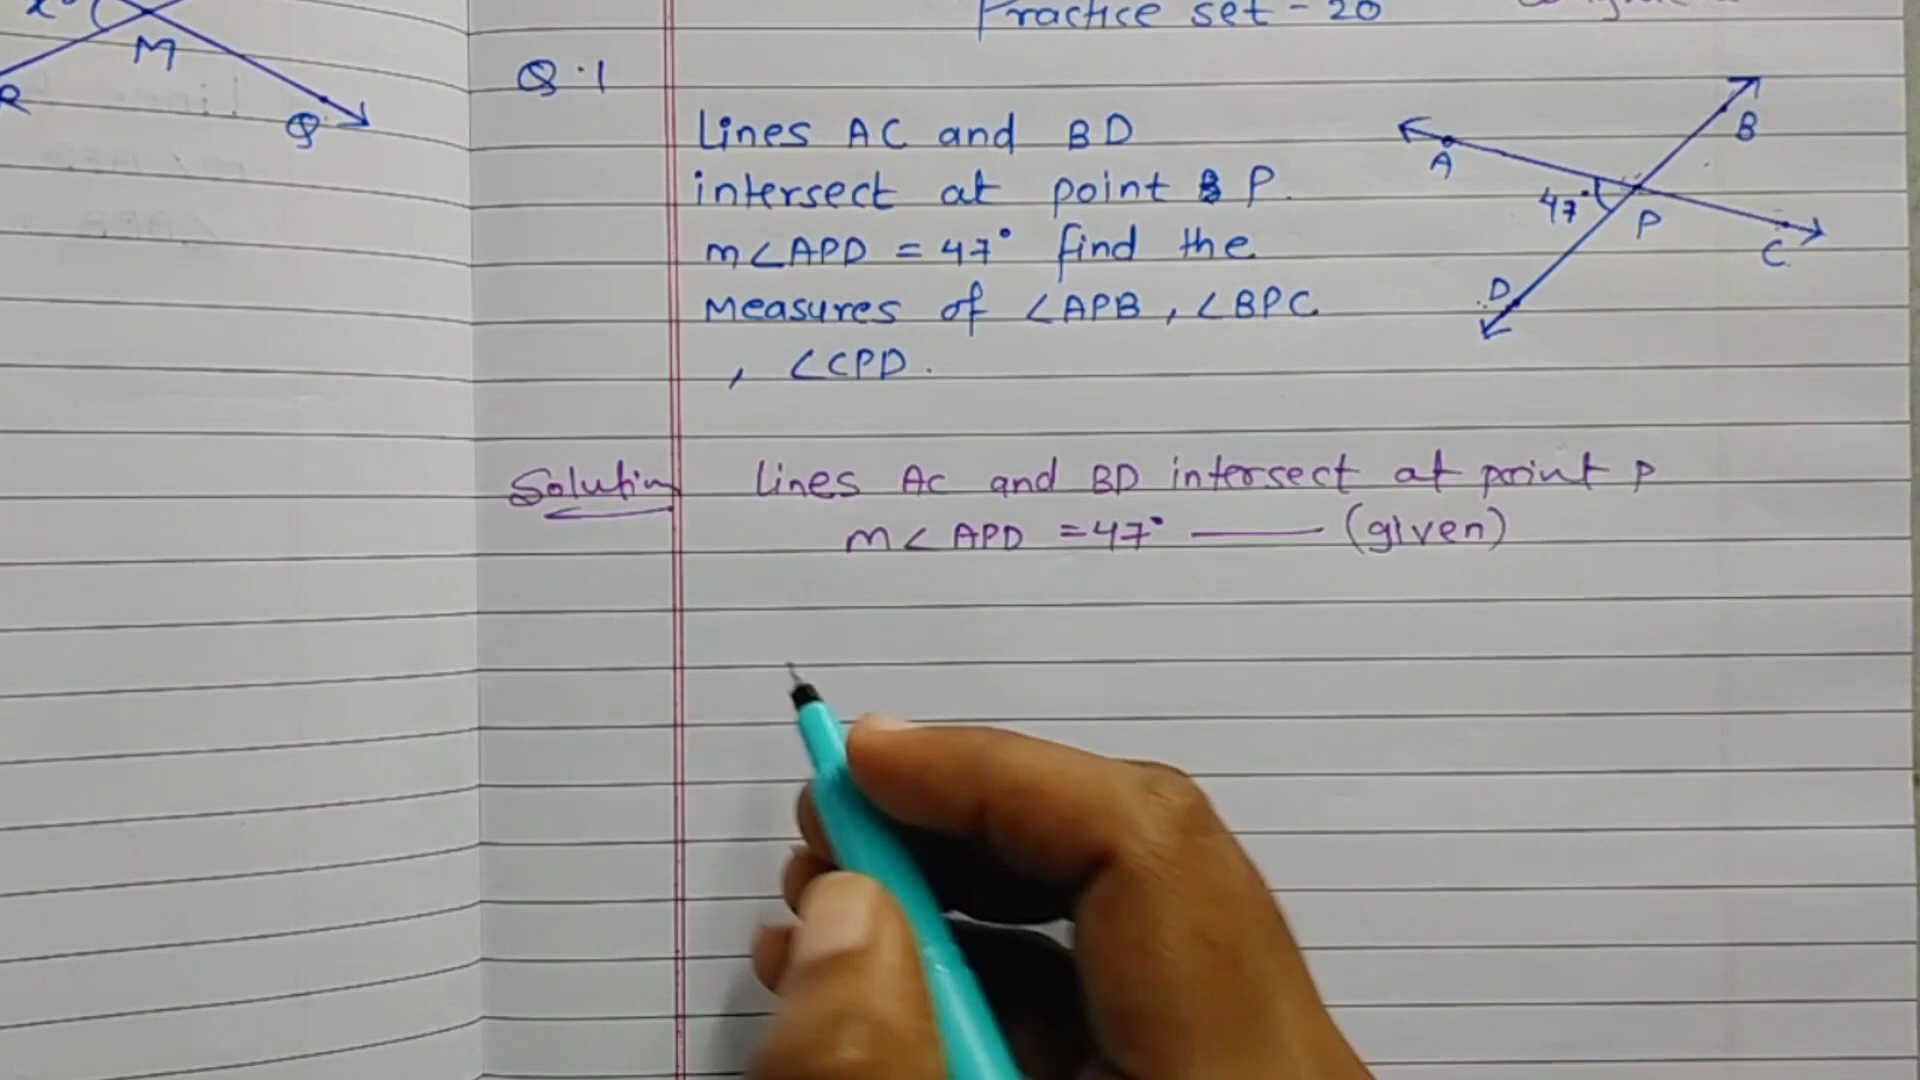 x°
M
R
Q
Practice set - 20
Q.1
Lines AC and BD
intersect at point P.
m∠APD = 47° find the
measures of ∠APB, ∠BPC
, ∠CPD.
A
B
47°
P
C
D
Solution Lines AC and BD intersect at point P
m∠APD = 47° —— (given)